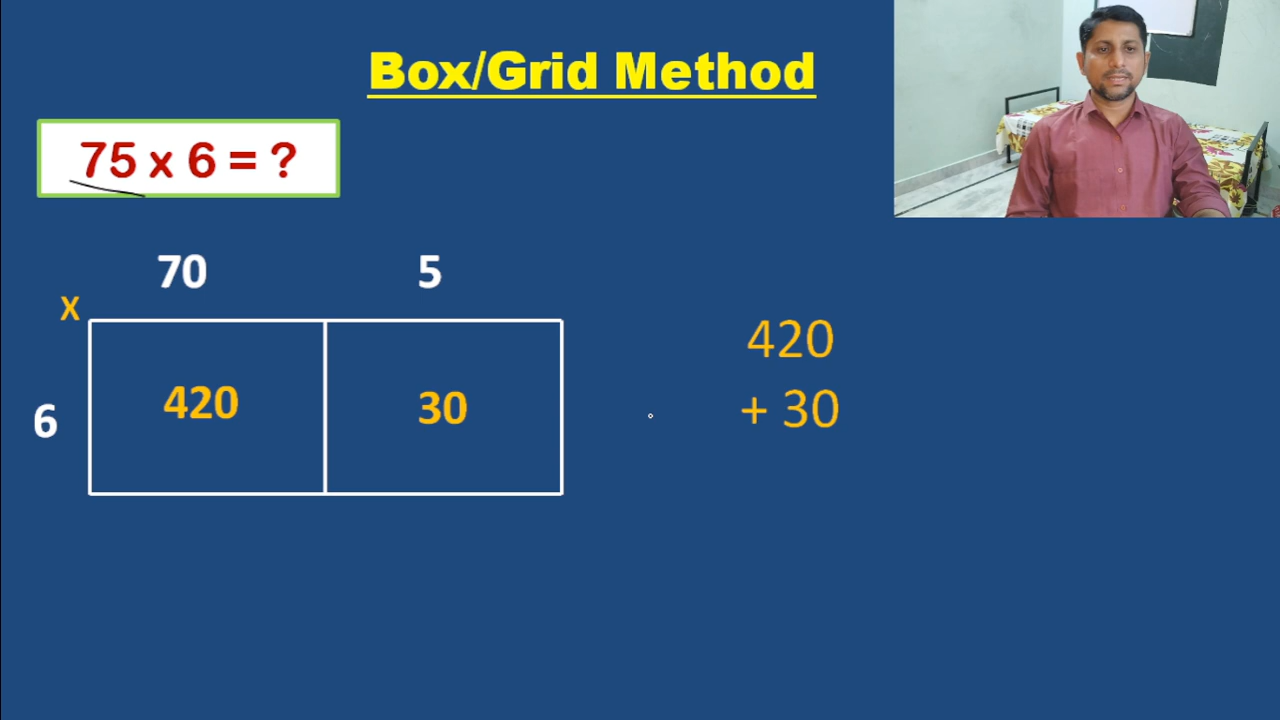 Box/Grid Method
75 x 6 = ?
70 5
X
6 420 30
420
+ 30